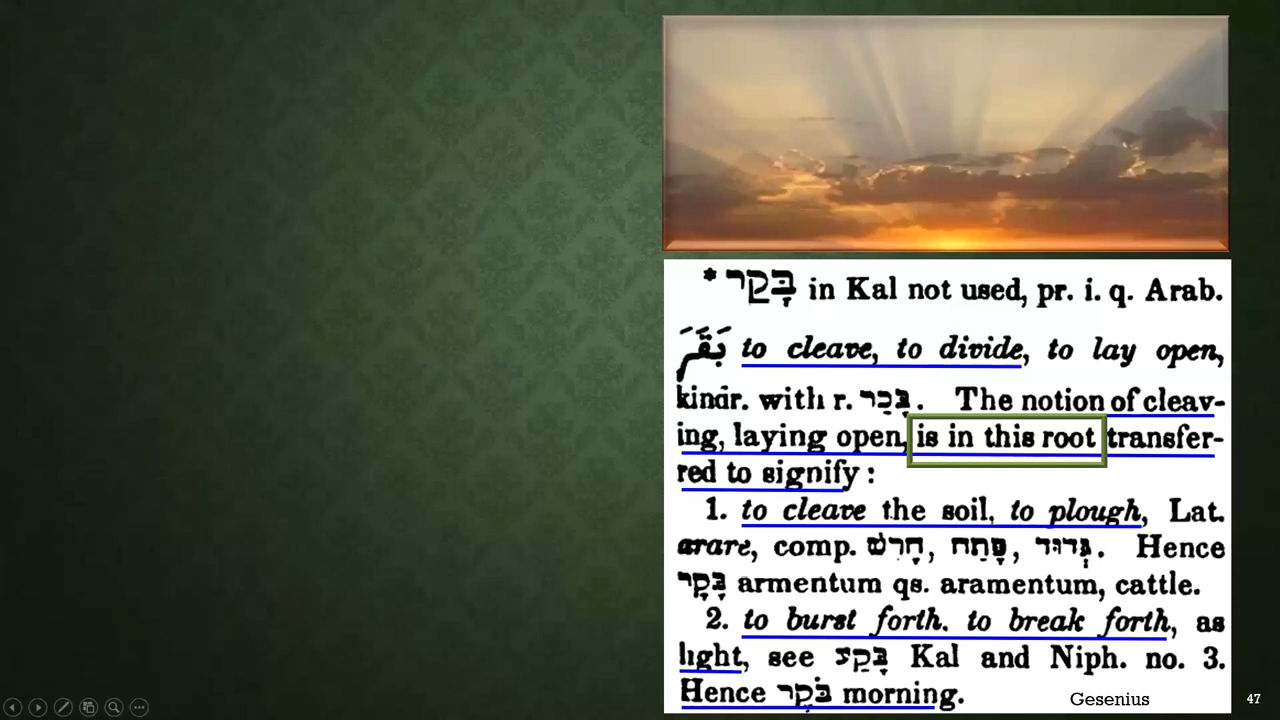 * בָּקַר in Kal not used, pr. i. q. Arab.
بَقَرَ to cleave, to divide, to lay open,
kindr. with r. בָּכַר. The notion of cleav-
ing, laying open, is in this root transfer-
red to signify :
1. to cleave the soil, to plough, Lat.
arare, comp. חָרַשׁ, פָּתַח, גְּדוּד. Hence
בָּקָר armentum qs. aramentum, cattle.
2. to burst forth. to break forth, as
light, see בָּקַע Kal and Niph. no. 3.
Hence בֹּקֶר morning.
Gesenius
47